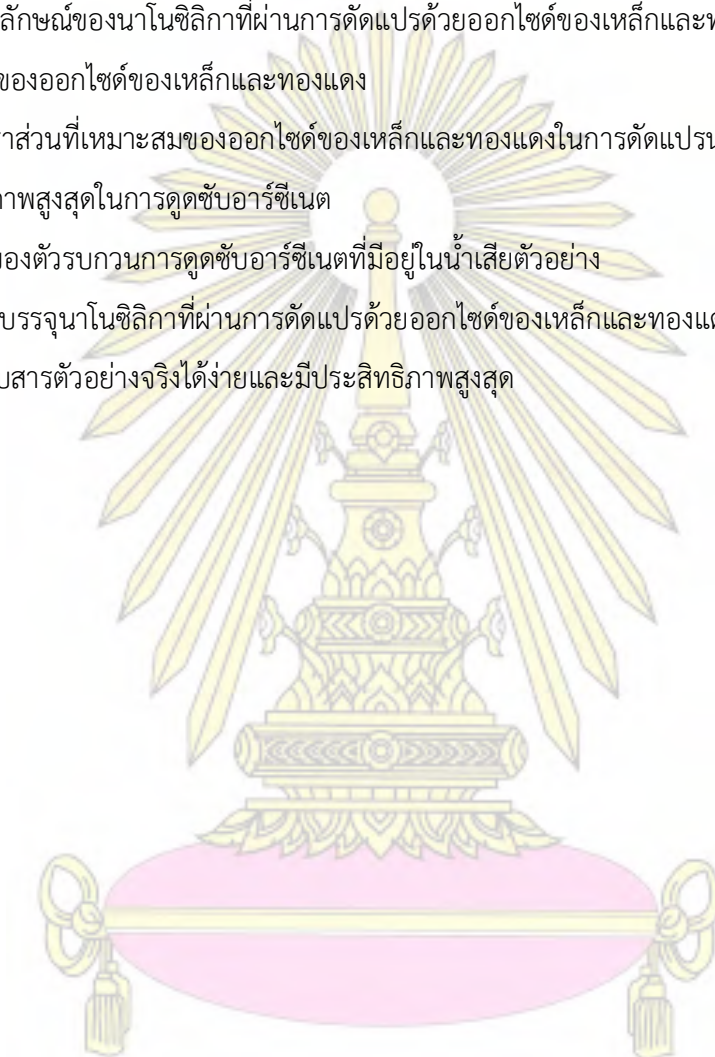 ลักษณ์ของนาโนซิลิกาที่ผ่านการดัดแปรด้วยออกไซด์ของเหล็กและ
ของออกไซด์ของเหล็กและทองแดง
ส่วนที่เหมาะสมของออกไซด์ของเหล็กและทองแดงในการดัดแปร
ภาพสูงสุดในการดูดซับอาร์ซีเนต
ของตัวรบกวนการดูดซับอาร์ซีเนตที่มีอยู่ในน้ำเสียตัวอย่าง
บรรจุนาโนซิลิกาที่ผ่านการดัดแปรด้วยออกไซด์ของเหล็กและ
สารตัวอย่างจริงได้ง่ายและมีประสิทธิภาพสูงสุด